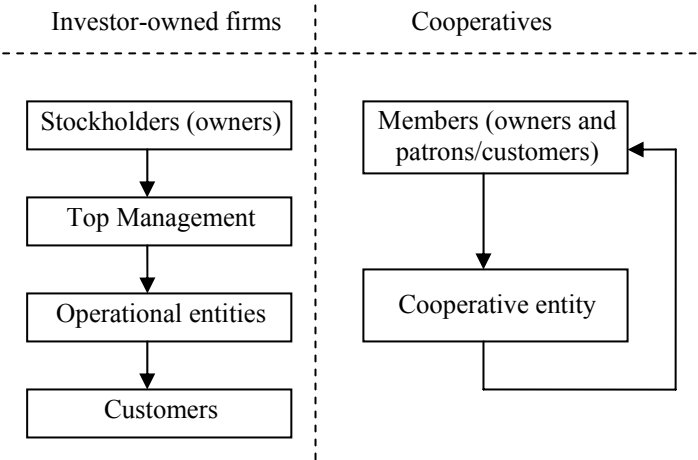 Investor-owned firms
Cooperatives
Stockholders (owners)
Top Management
Operational entities
Customers
Members (owners and
patrons/customers)
Cooperative entity